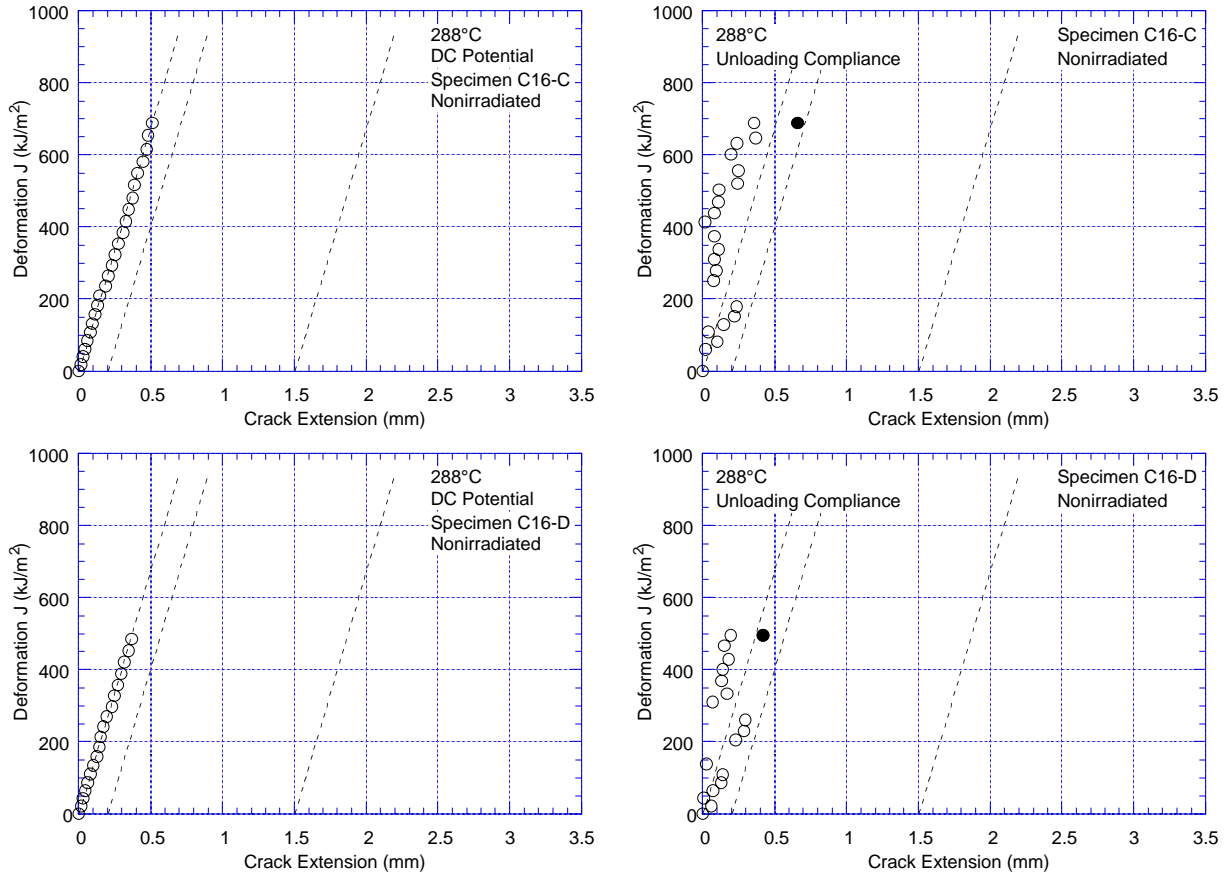 1000
800
600
400
200
0
Deformation J (kJ/m²)
288°C
DC Potential
Specimen C16-C
Nonirradiated
0 0.5 1 1.5 2 2.5 3 3.5
Crack Extension (mm)
1000
800
600
400
200
0
Deformation J (kJ/m²)
288°C
Unloading Compliance
Specimen C16-C
Nonirradiated
0 0.5 1 1.5 2 2.5 3 3.5
Crack Extension (mm)
1000
800
600
400
200
0
Deformation J (kJ/m²)
288°C
DC Potential
Specimen C16-D
Nonirradiated
0 0.5 1 1.5 2 2.5 3 3.5
Crack Extension (mm)
1000
800
600
400
200
0
Deformation J (kJ/m²)
288°C
Unloading Compliance
Specimen C16-D
Nonirradiated
0 0.5 1 1.5 2 2.5 3 3.5
Crack Extension (mm)